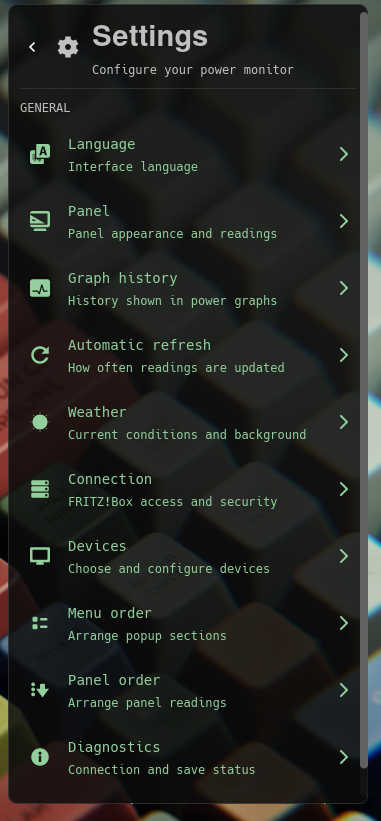 Settings
Configure your power monitor
GENERAL
Language
Interface language
Panel
Panel appearance and readings
Graph history
History shown in power graphs
Automatic refresh
How often readings are updated
Weather
Current conditions and background
Connection
FRITZ!Box access and security
Devices
Choose and configure devices
Menu order
Arrange popup sections
Panel order
Arrange panel readings
Diagnostics
Connection and save status